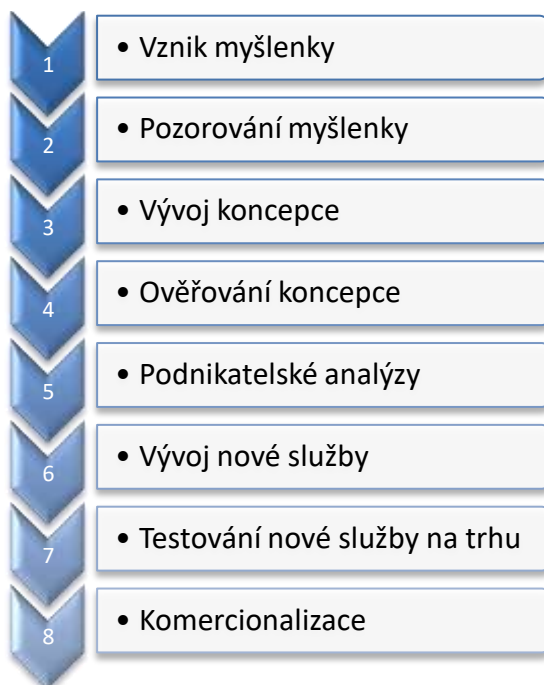 1
• Vznik myšlenky
2
• Pozorování myšlenky
3
• Vývoj koncepce
4
• Ověřování koncepce
5
• Podnikatelské analýzy
6
• Vývoj nové služby
7
• Testování nové služby na trhu
8
• Komercionalizace